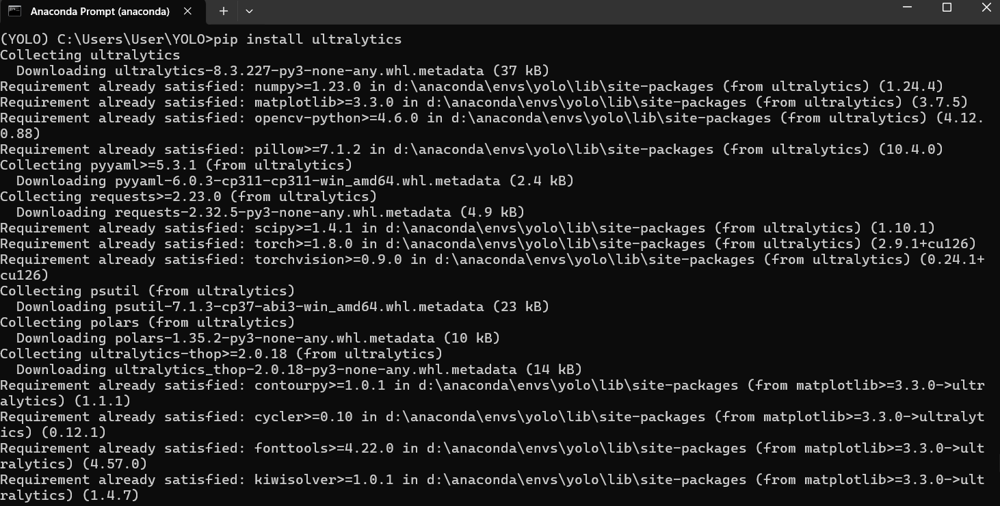 Anaconda Prompt (anaconda)
(YOLO) C:\Users\User\YOLO>pip install ultralytics
Collecting ultralytics
  Downloading ultralytics-8.3.227-py3-none-any.whl.metadata (37 kB)
Requirement already satisfied: numpy>=1.23.0 in d:\anaconda\envs\yolo\lib\site-packages (from ultralytics) (1.24.4)
Requirement already satisfied: matplotlib>=3.3.0 in d:\anaconda\envs\yolo\lib\site-packages (from ultralytics) (3.7.5)
Requirement already satisfied: opencv-python>=4.6.0 in d:\anaconda\envs\yolo\lib\site-packages (from ultralytics) (4.12.
0.88)
Requirement already satisfied: pillow>=7.1.2 in d:\anaconda\envs\yolo\lib\site-packages (from ultralytics) (10.4.0)
Collecting pyyaml>=5.3.1 (from ultralytics)
  Downloading pyyaml-6.0.3-cp311-cp311-win_amd64.whl.metadata (2.4 kB)
Collecting requests>=2.23.0 (from ultralytics)
  Downloading requests-2.32.5-py3-none-any.whl.metadata (4.9 kB)
Requirement already satisfied: scipy>=1.4.1 in d:\anaconda\envs\yolo\lib\site-packages (from ultralytics) (1.10.1)
Requirement already satisfied: torch>=1.8.0 in d:\anaconda\envs\yolo\lib\site-packages (from ultralytics) (2.9.1+cu126)
Requirement already satisfied: torchvision>=0.9.0 in d:\anaconda\envs\yolo\lib\site-packages (from ultralytics) (0.24.1+
cu126)
Collecting psutil (from ultralytics)
  Downloading psutil-7.1.3-cp37-abi3-win_amd64.whl.metadata (23 kB)
Collecting polars (from ultralytics)
  Downloading polars-1.35.2-py3-none-any.whl.metadata (10 kB)
Collecting ultralytics-thop>=2.0.18 (from ultralytics)
  Downloading ultralytics_thop-2.0.18-py3-none-any.whl.metadata (14 kB)
Requirement already satisfied: contourpy>=1.0.1 in d:\anaconda\envs\yolo\lib\site-packages (from matplotlib>=3.3.0->ultr
alytics) (1.1.1)
Requirement already satisfied: cycler>=0.10 in d:\anaconda\envs\yolo\lib\site-packages (from matplotlib>=3.3.0->ultralyt
ics) (0.12.1)
Requirement already satisfied: fonttools>=4.22.0 in d:\anaconda\envs\yolo\lib\site-packages (from matplotlib>=3.3.0->ult
ralytics) (4.57.0)
Requirement already satisfied: kiwisolver>=1.0.1 in d:\anaconda\envs\yolo\lib\site-packages (from matplotlib>=3.3.0->ult
ralytics) (1.4.7)